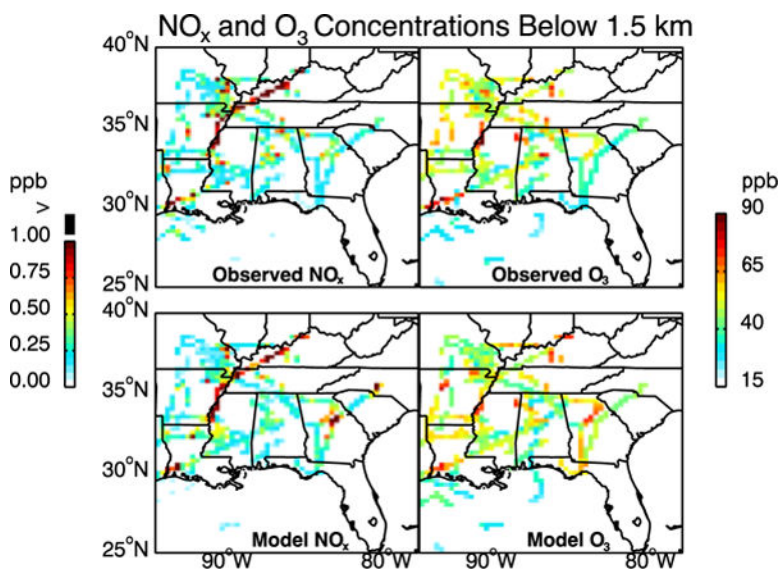 NOx and O3 Concentrations Below 1.5 km
40°N
35°N
30°N
25°N
Observed NOx
Observed O3
ppb
>
1.00
0.75
0.50
0.25
0.00
ppb
90
65
40
15
40°N
35°N
30°N
25°N
Model NOx
Model O3
90°W
80°W
90°W
80°W